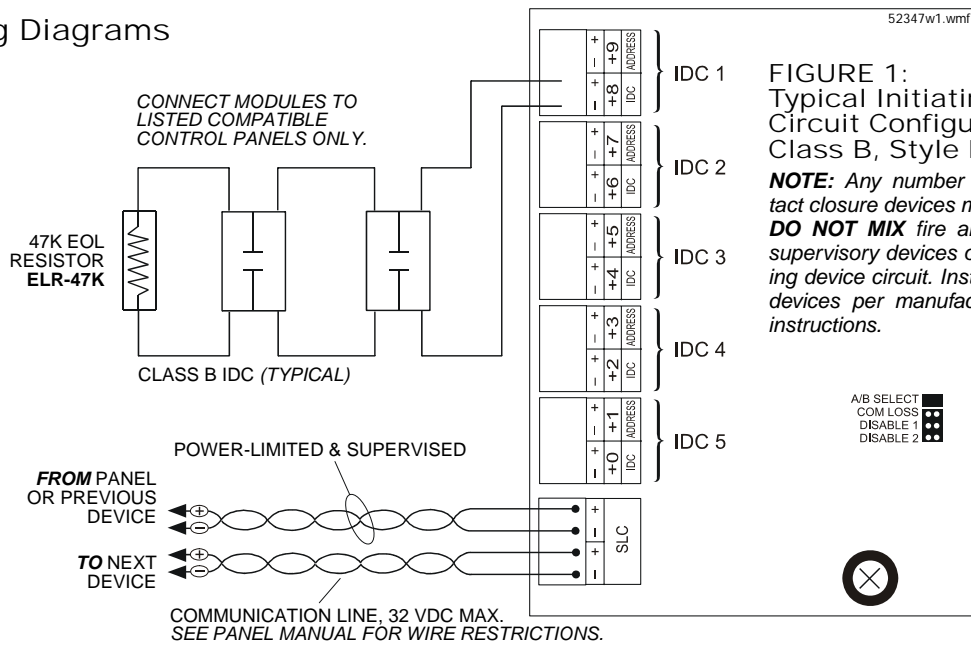 g Diagrams
52347w1.wmf
CONNECT MODULES TO
LISTED COMPATIBLE
CONTROL PANELS ONLY.
47K EOL
RESISTOR
ELR-47K
CLASS B IDC (TYPICAL)
POWER-LIMITED & SUPERVISED
FROM PANEL
OR PREVIOUS
DEVICE
+
−
TO NEXT
DEVICE
+
−
COMMUNICATION LINE, 32 VDC MAX.
SEE PANEL MANUAL FOR WIRE RESTRICTIONS.
+ − +9 ADDRESS
+ − +8 IDC
IDC 1
+ − +7 ADDRESS
+ − +6 IDC
IDC 2
+ − +5 ADDRESS
+ − +4 IDC
IDC 3
+ − +3 ADDRESS
+ − +2 IDC
IDC 4
+ − +1 ADDRESS
+ − +0 IDC
IDC 5
+ − + − SLC
FIGURE 1:
Typical Initiatin
Circuit Configu
Class B, Style
NOTE: Any number
tact closure devices m
DO NOT MIX fire al
supervisory devices o
ing device circuit. Inst
devices per manufac
instructions.
A/B SELECT
COM LOSS
DISABLE 1
DISABLE 2